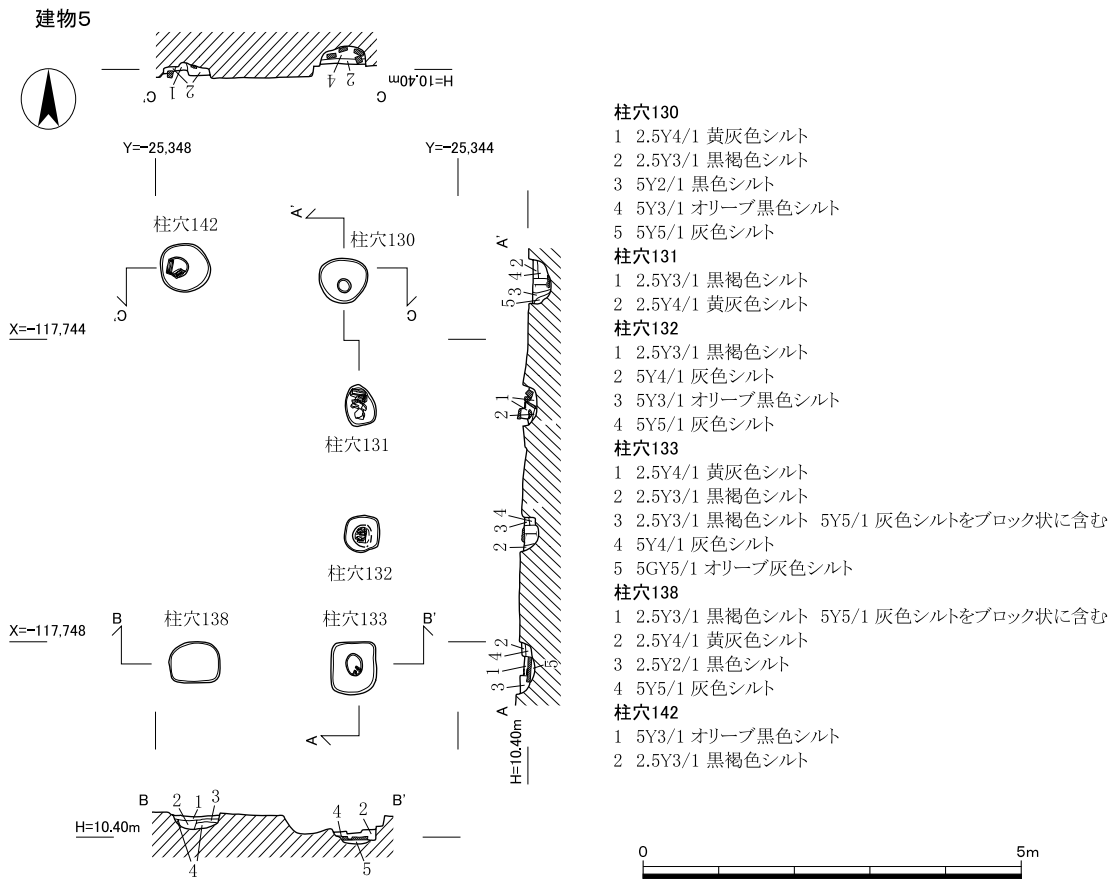 建物5
1 2 4 2
H=10.40m
C' C
Y=-25,348 Y=-25,344
柱穴142 A' 柱穴130
C' C
X=-117,744
柱穴131
柱穴132
柱穴138 柱穴133
B B'
X=-117,748
A
A'
2
4
3
5
1
2
4
3
2
2
4
1
5
3
A
H=10.40m
B 2 1 3 4 2 B'
H=10.40m
4 5
柱穴130
1 2.5Y4/1 黄灰色シルト
2 2.5Y3/1 黒褐色シルト
3 5Y2/1 黒色シルト
4 5Y3/1 オリーブ黒色シルト
5 5Y5/1 灰色シルト
柱穴131
1 2.5Y3/1 黒褐色シルト
2 2.5Y4/1 黄灰色シルト
柱穴132
1 2.5Y3/1 黒褐色シルト
2 5Y4/1 灰色シルト
3 5Y3/1 オリーブ黒色シルト
4 5Y5/1 灰色シルト
柱穴133
1 2.5Y4/1 黄灰色シルト
2 2.5Y3/1 黒褐色シルト
3 2.5Y3/1 黒褐色シルト 5Y5/1 灰色シルトをブロック状に含む
4 5Y4/1 灰色シルト
5 5GY5/1 オリーブ灰色シルト
柱穴138
1 2.5Y3/1 黒褐色シルト 5Y5/1 灰色シルトをブロック状に含む
2 2.5Y4/1 黄灰色シルト
3 2.5Y2/1 黒色シルト
4 5Y5/1 灰色シルト
柱穴142
1 5Y3/1 オリーブ黒色シルト
2 2.5Y3/1 黒褐色シルト
0 5m